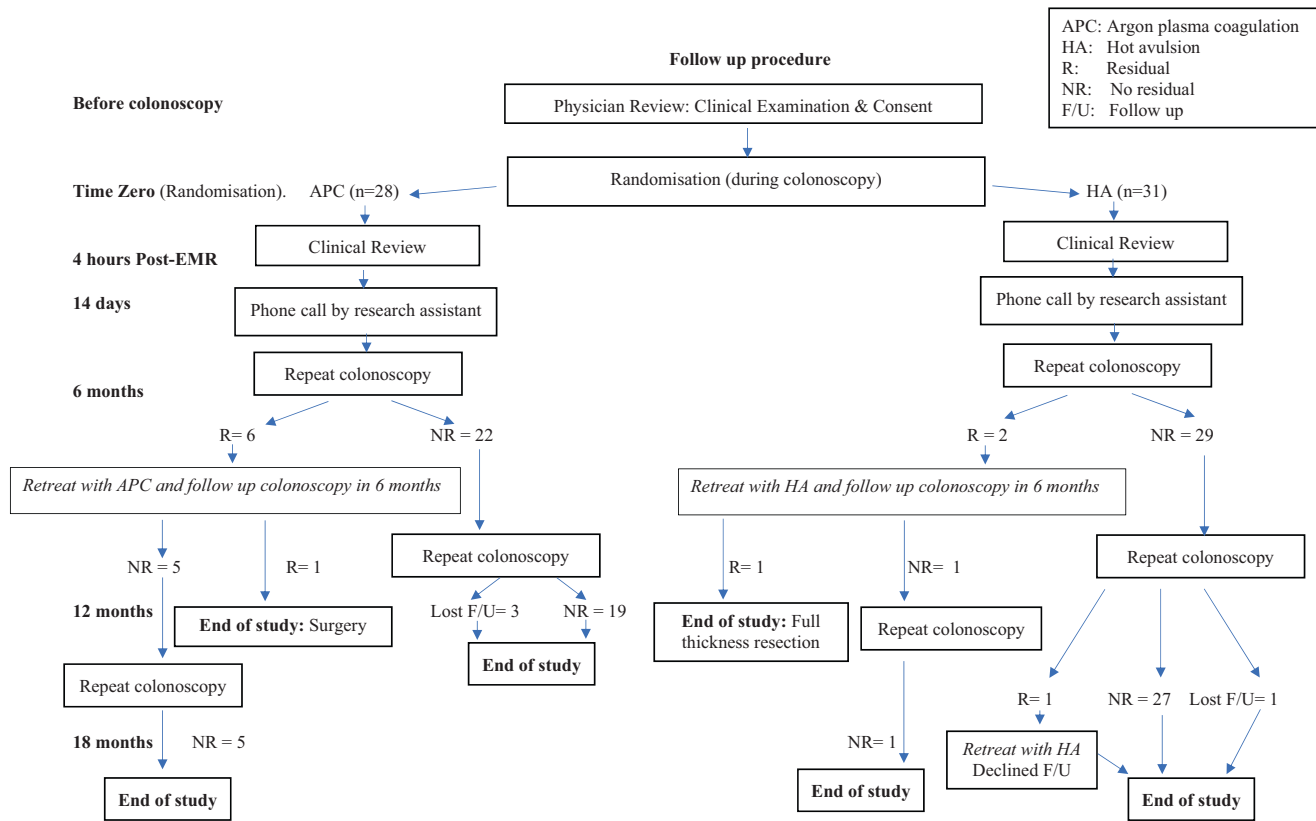 APC: Argon plasma coagulation
HA: Hot avulsion
R: Residual
NR: No residual
F/U: Follow up
Follow up procedure
Before colonoscopy
Physician Review: Clinical Examination & Consent
Time Zero (Randomisation).
APC (n=28)
Randomisation (during colonoscopy)
HA (n=31)
4 hours Post-EMR
Clinical Review
Clinical Review
14 days
Phone call by research assistant
Phone call by research assistant
6 months
Repeat colonoscopy
Repeat colonoscopy
R= 6
NR = 22
R = 2
NR = 29
Retreat with APC and follow up colonoscopy in 6 months
Retreat with HA and follow up colonoscopy in 6 months
Repeat colonoscopy
Repeat colonoscopy
NR = 5
R= 1
R= 1
NR= 1
12 months
End of study: Surgery
Lost F/U= 3
NR = 19
End of study
End of study: Full
thickness resection
Repeat colonoscopy
Repeat colonoscopy
R= 1
NR = 27
Lost F/U= 1
18 months
NR = 5
NR= 1
Retreat with HA
Declined F/U
End of study
End of study
End of study